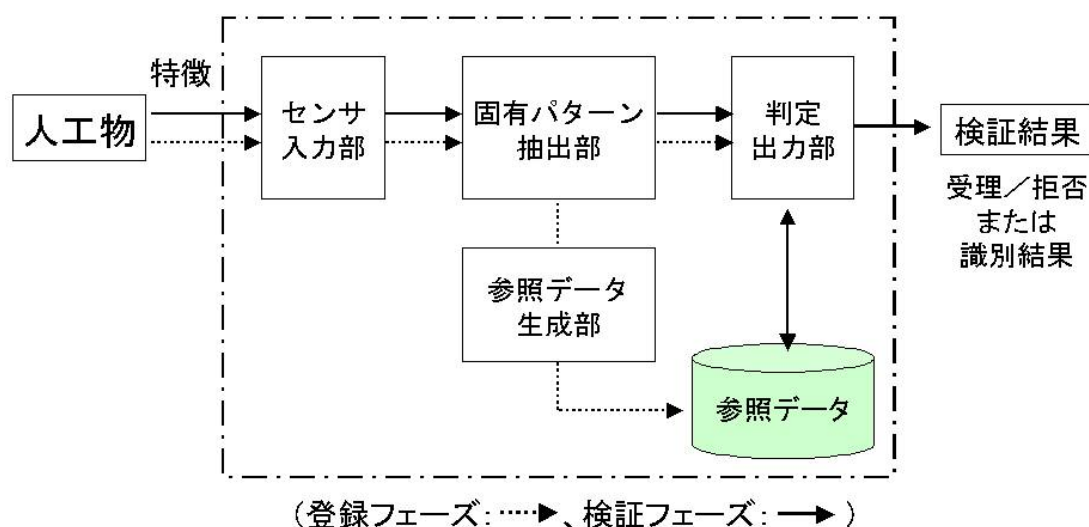 特徴
人工物
センサ
入力部
固有パターン
抽出部
判定
出力部
検証結果
受理／拒否
または
識別結果
参照データ
生成部
参照データ
（登録フェーズ： 、検証フェーズ： ）